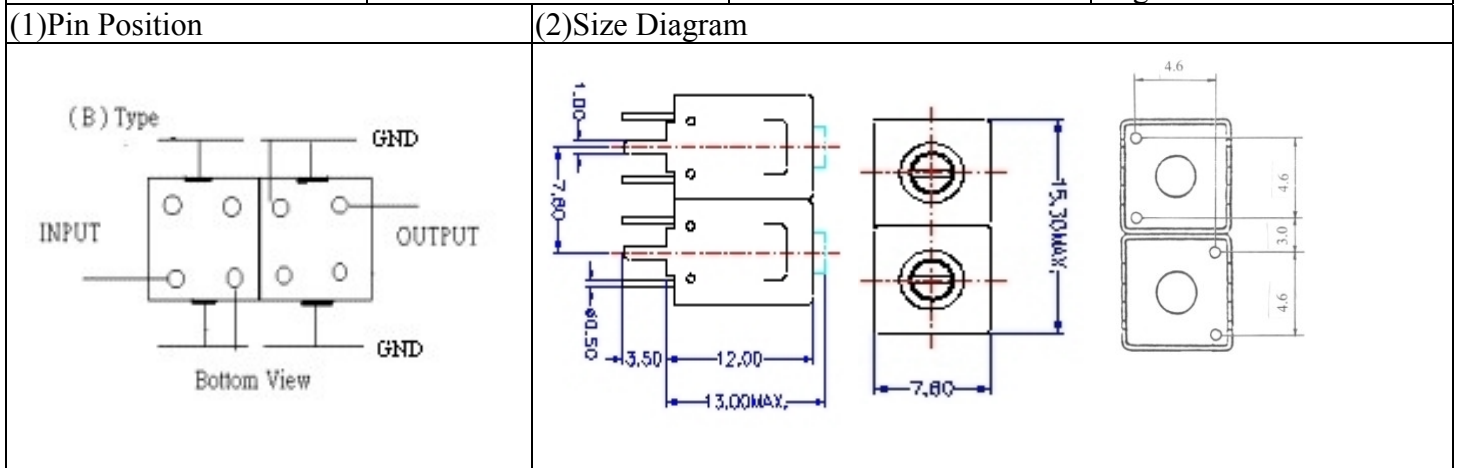 (1)Pin Position
(2)Size Diagram
(B) Type
GND
INPUT
OUTPUT
GND
Bottom View
1.00
7.80
ø0.50
3.50
12.00
13.00MAX.
15.30MAX.
7.80
4.6
4.6
3.0
4.6